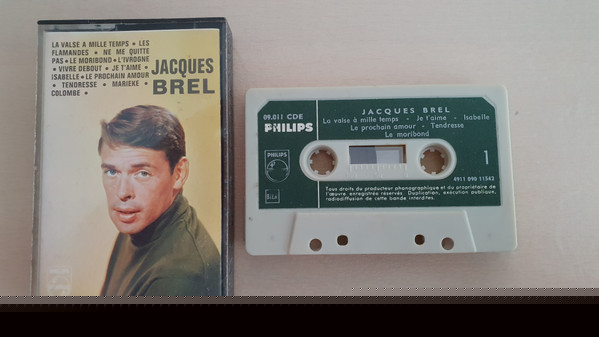 LA VALSE A MILLE TEMPS • LES
FLAMANDES • NE ME QUITTE
PAS • LE MORIBOND • L'IVROGNE
• VIVRE DEBOUT • JE T'AIME •
ISABELLE • LE PROCHAIN AMOUR
• TENDRESSE • MARIEKE •
COLOMBE •
JACQUES
BREL
JACQUES BREL
09.011 CDE
La valse à mille temps - Je t'aime - Isabelle
PHILIPS
Le prochain amour - Tendresse
Le moribond
PHILIPS
1
4911 090 11543
Tous droits du producteur phonographique et du propriétaire de
l'œuvre enregistrée réservés. Duplication, exécution publique,
radiodiffusion de cette bande interdites.